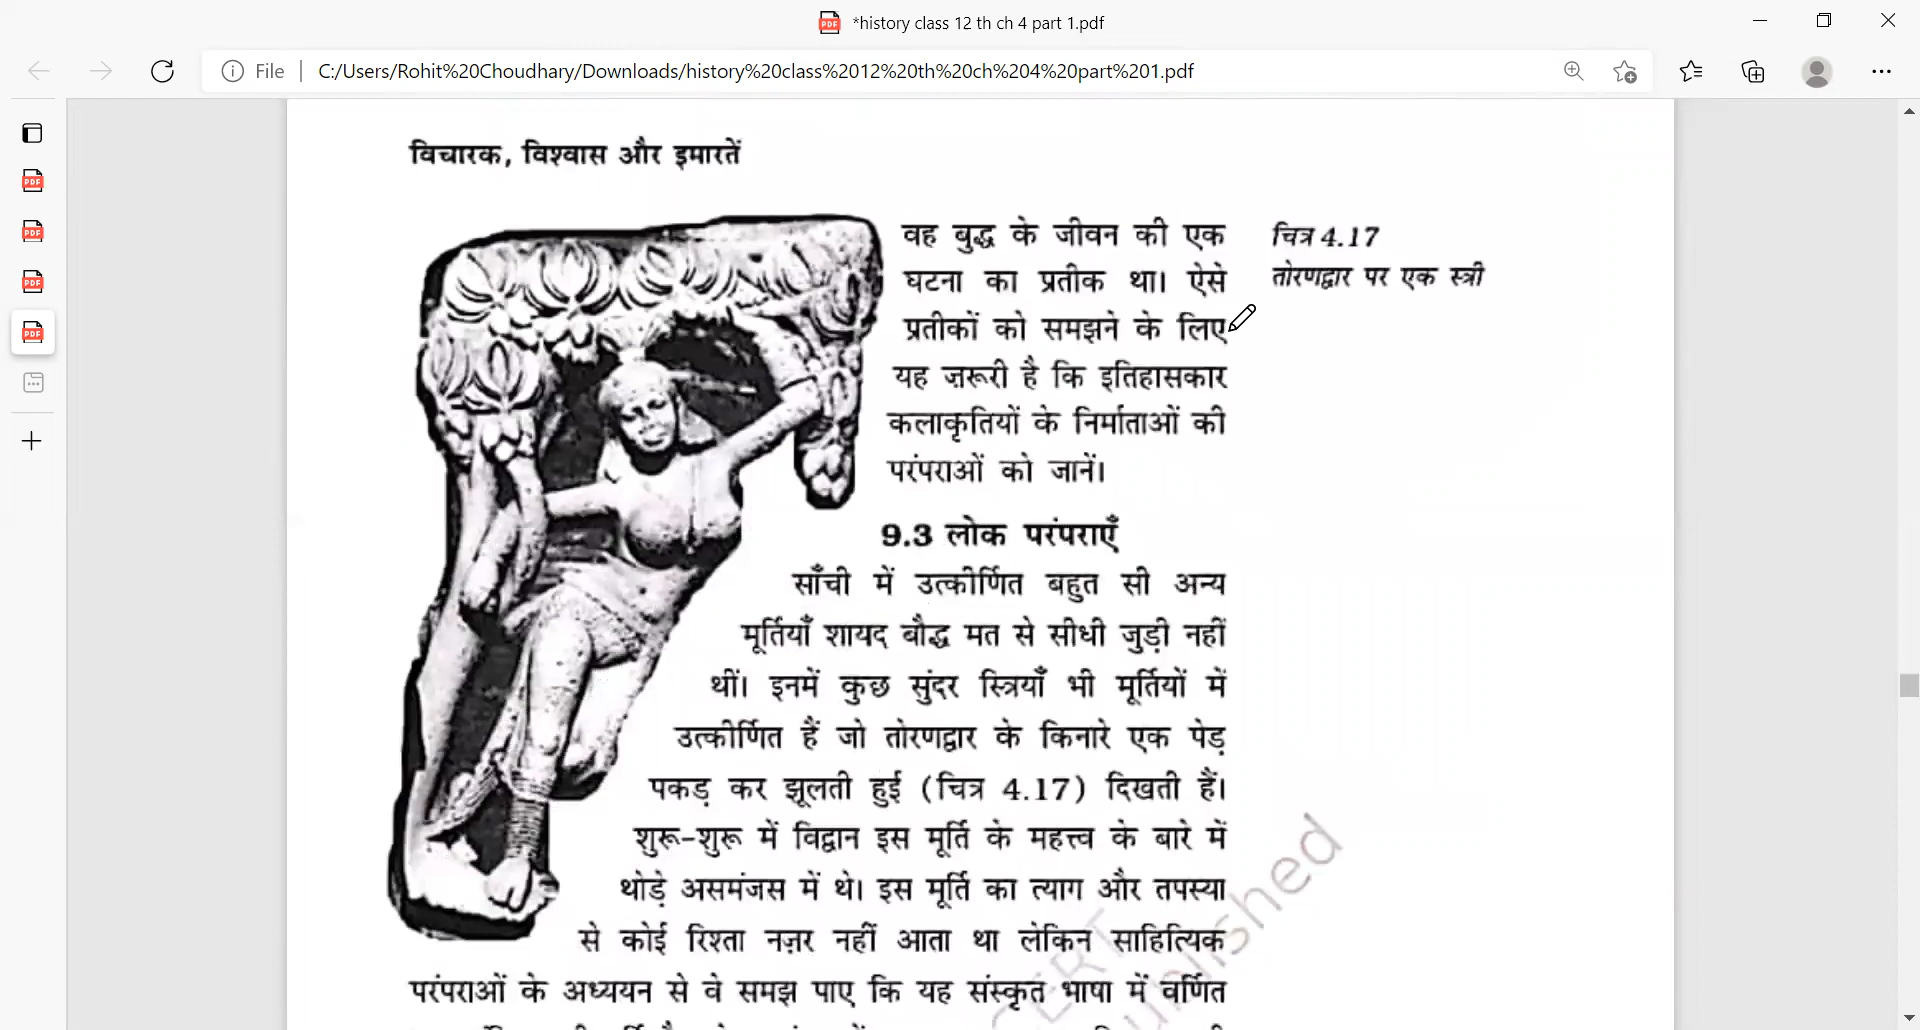 *history class 12 th ch 4 part 1.pdf
File
C:/Users/Rohit%20Choudhary/Downloads/history%20class%2012%20th%20ch%204%20part%201.pdf
विचारक, विश्वास और इमारतें
वह बुद्ध के जीवन की एक
घटना का प्रतीक था। ऐसे
प्रतीकों को समझने के लिए
यह ज़रूरी है कि इतिहासकार
कलाकृतियों के निर्माताओं की
परंपराओं को जानें।
चित्र 4.17
तोरणद्वार पर एक स्त्री
9.3 लोक परंपराएँ
साँची में उत्कीर्णित बहुत सी अन्य
मूर्तियाँ शायद बौद्ध मत से सीधी जुड़ी नहीं
थीं। इनमें कुछ सुंदर स्त्रियाँ भी मूर्तियों में
उत्कीर्णित हैं जो तोरणद्वार के किनारे एक पेड़
पकड़ कर झूलती हुई (चित्र 4.17) दिखती हैं।
शुरू-शुरू में विद्वान इस मूर्ति के महत्त्व के बारे में
थोड़े असमंजस में थे। इस मूर्ति का त्याग और तपस्या
से कोई रिश्ता नज़र नहीं आता था लेकिन साहित्यिक
परंपराओं के अध्ययन से वे समझ पाए कि यह संस्कृत भाषा में वर्णित